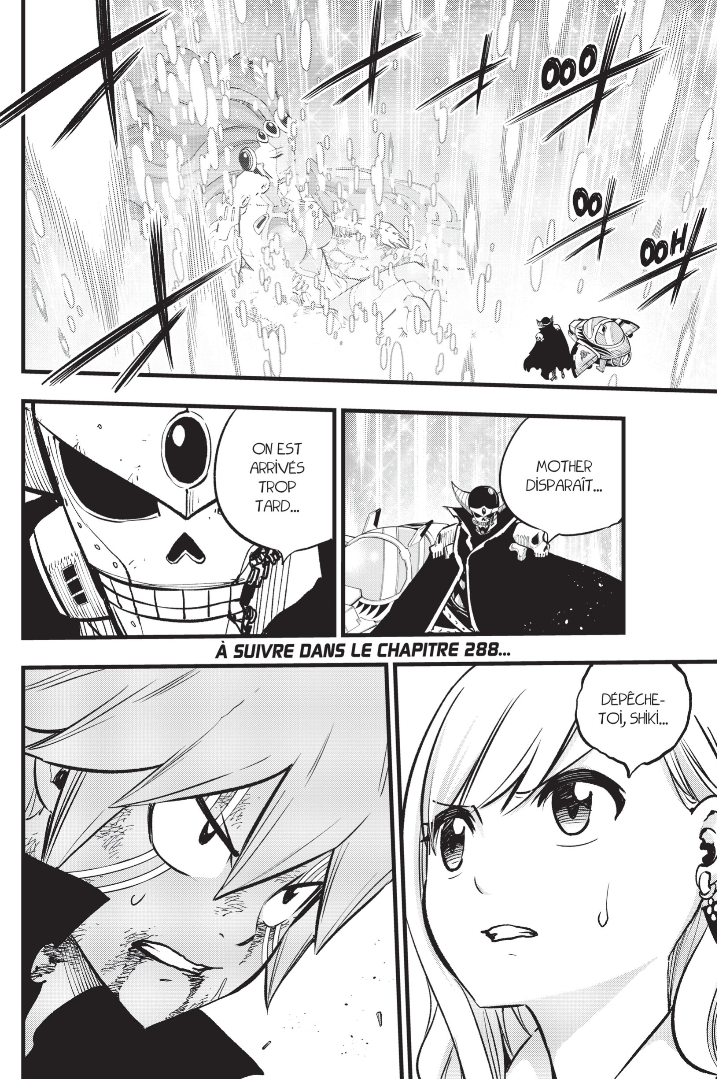 OOO
OO
OOH
MOTHER
DISPARAÎT...
ON EST
ARRIVÉS
TROP
TARD...
À SUIVRE DANS LE CHAPITRE 288...
DÉPÊCHE-
TOI, SHIKI...